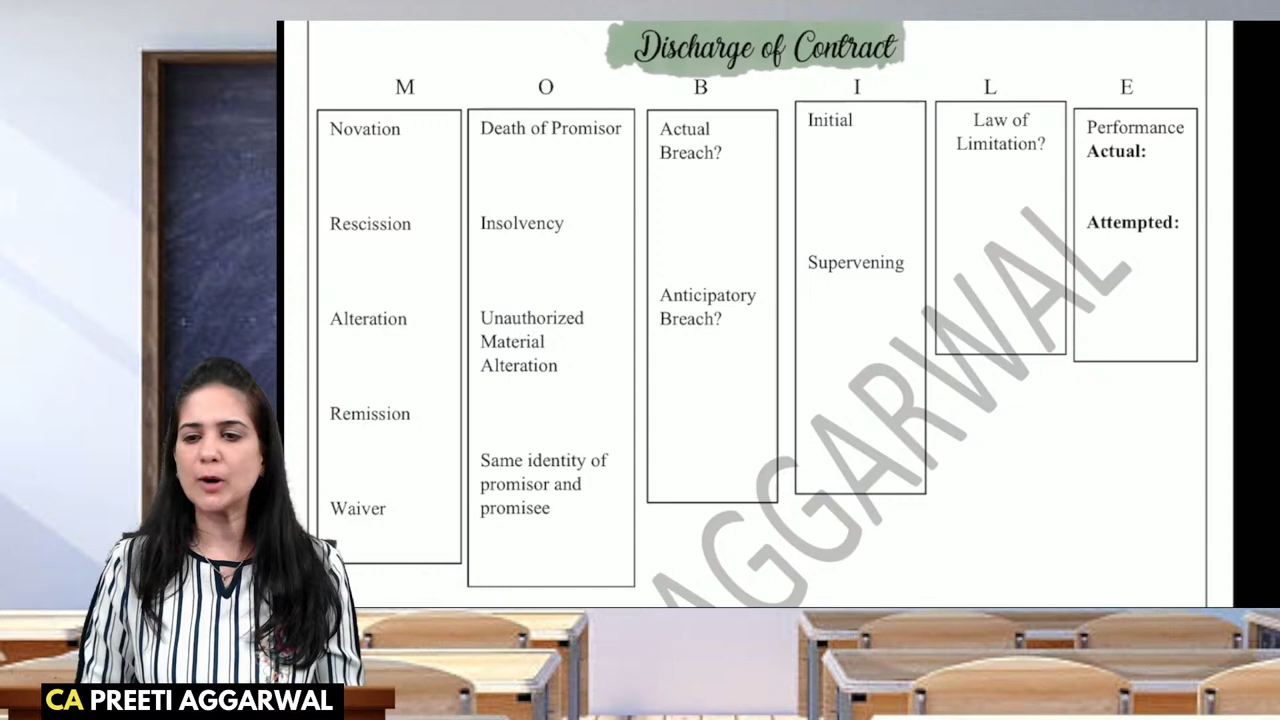 Discharge of Contract
M O B I L E
Novation
Rescission
Alteration
Remission
Waiver
Death of Promisor
Insolvency
Unauthorized
Material
Alteration
Same identity of
promisor and
promisee
Actual
Breach?
Anticipatory
Breach?
Initial
Supervening
Law of
Limitation?
Performance
Actual:
Attempted:
AGGARWAL
CA PREETI AGGARWAL